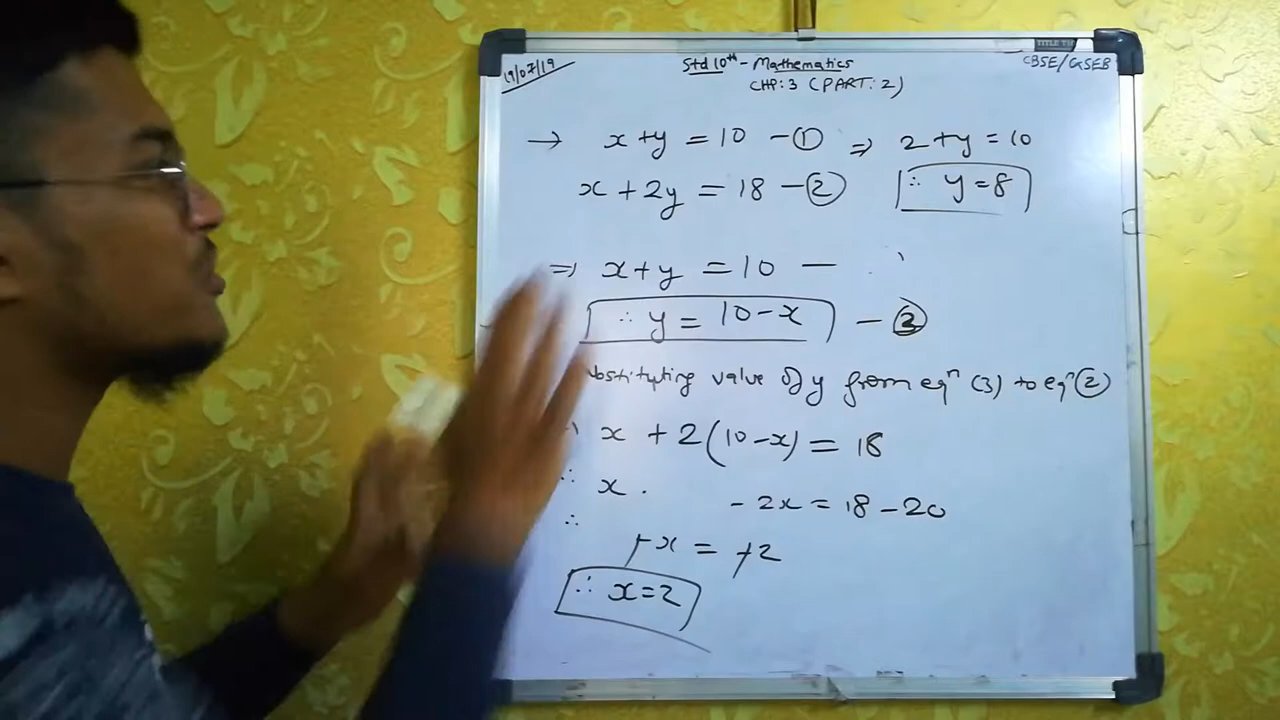 19/07/19
Std 10th - Mathematics
CBSE/GSEB
CHP:3 (PART:2)
→ x+y = 10 - ① ⇒ 2+y = 10
x + 2y = 18 - ② ∴ y = 8
⇒ x+y = 10 —
∴ y = 10-x -
value of y from eqn (3) to eqn ②
x + 2(10-x) = 18
∴ x -2x = 18 - 20
∴
-x = -2
∴ x=2